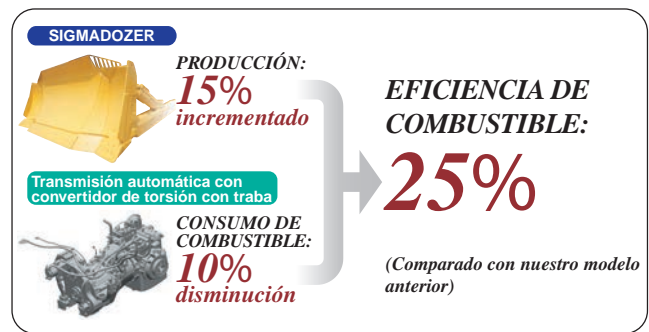 SIGMADOZER
PRODUCCIÓN:
15%
incrementado
Transmisión automática con
convertidor de torsión con traba
CONSUMO DE
COMBUSTIBLE:
10%
disminución
EFICIENCIA DE
COMBUSTIBLE:
25%
(Comparado con nuestro modelo
anterior)